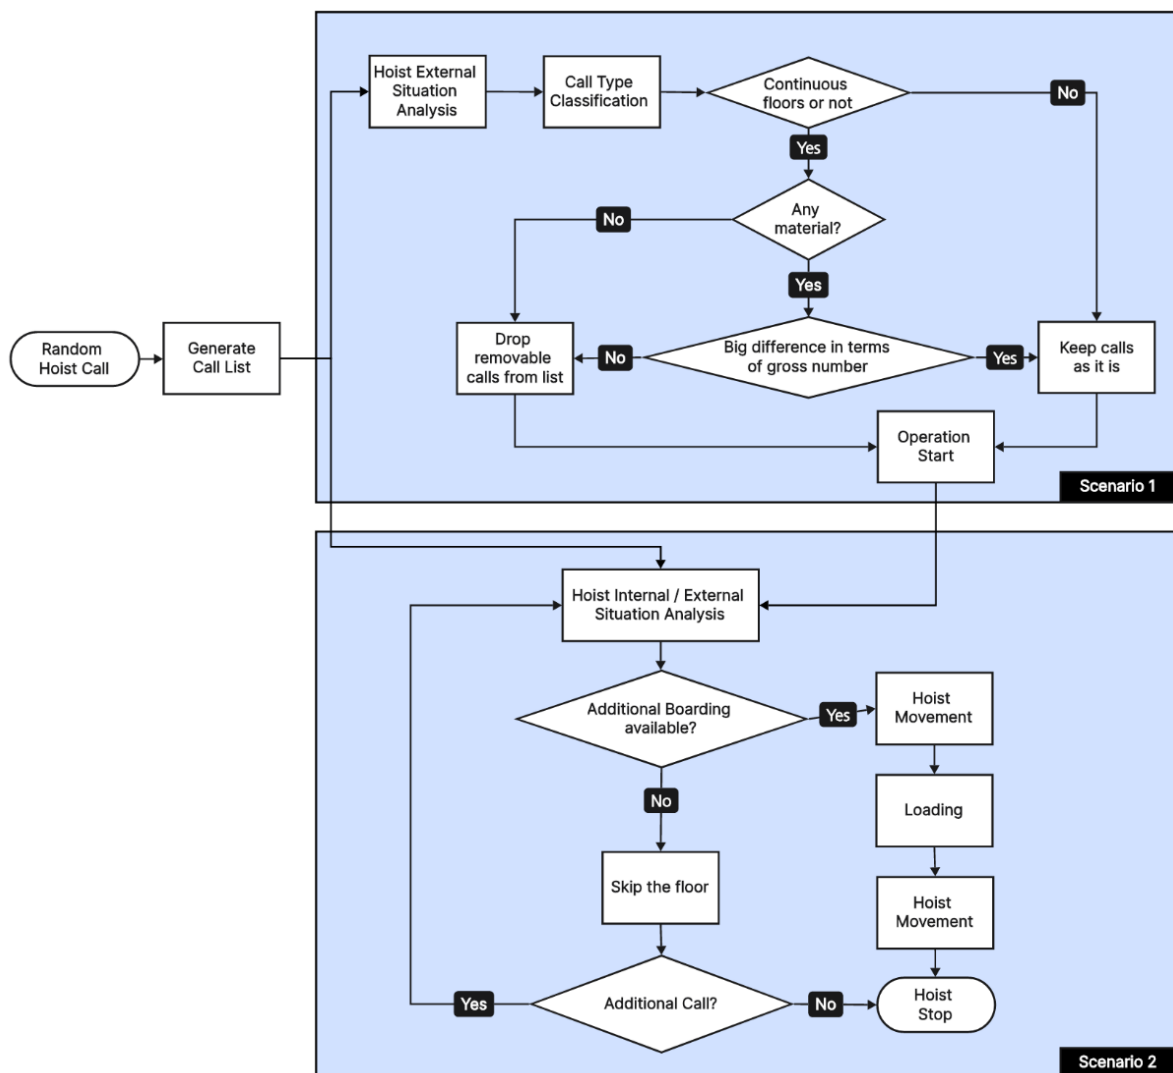 Hoist External
Situation
Analysis
Call Type
Classification
Continuous
floors or not
No
Yes
No
Any
material?
Yes
Random
Hoist Call
Generate
Call List
Drop
removable
calls from list
No
Big difference in terms
of gross number
Yes
Keep calls
as it is
Operation
Start
Scenario 1
Hoist Internal / External
Situation Analysis
Additional Boarding
available?
Yes
Hoist
Movement
No
Loading
Skip the floor
Hoist
Movement
Yes
Additional Call?
No
Hoist
Stop
Scenario 2